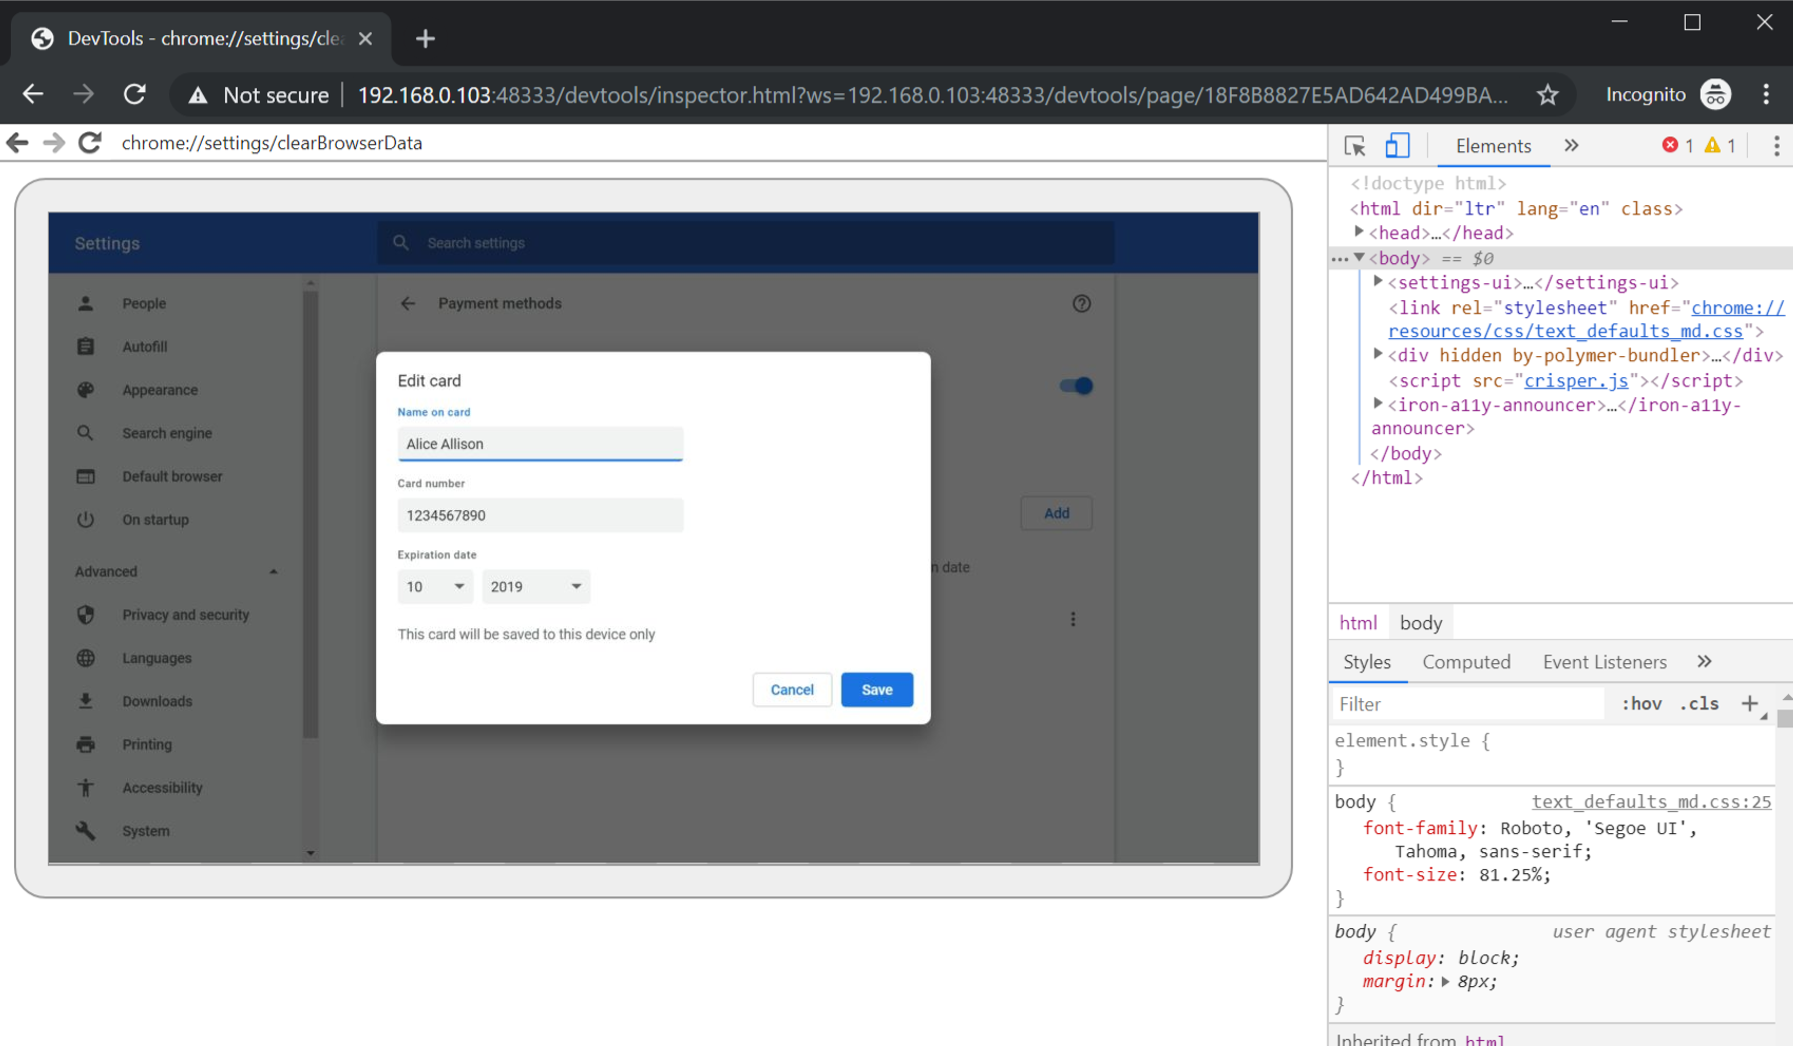 DevTools - chrome://settings/cle
Not secure
192.168.0.103:48333/devtools/inspector.html?ws=192.168.0.103:48333/devtools/page/18F8B8827E5AD642AD499BA...
Incognito
chrome://settings/clearBrowserData
Settings
Search settings
People
Autofill
Appearance
Search engine
Default browser
On startup
Advanced
Privacy and security
Languages
Downloads
Printing
Accessibility
System
Payment methods
Add
n date
Edit card
Name on card
Alice Allison
Card number
1234567890
Expiration date
10 2019
This card will be saved to this device only
Cancel Save
Elements » 1 1
<!doctype html>
<html dir="ltr" lang="en" class>
<head>…</head>
… <body> == $0
<settings-ui>…</settings-ui>
<link rel="stylesheet" href="chrome://
resources/css/text_defaults_md.css">
<div hidden by-polymer-bundler>…</div>
<script src="crisper.js"></script>
<iron-a11y-announcer>…</iron-a11y-
announcer>
</body>
</html>
html body
Styles Computed Event Listeners »
Filter :hov .cls +
element.style {
}
body { text_defaults_md.css:25
font-family: Roboto, 'Segoe UI',
Tahoma, sans-serif;
font-size: 81.25%;
}
body { user agent stylesheet
display: block;
margin: 8px;
}
Inherited from html